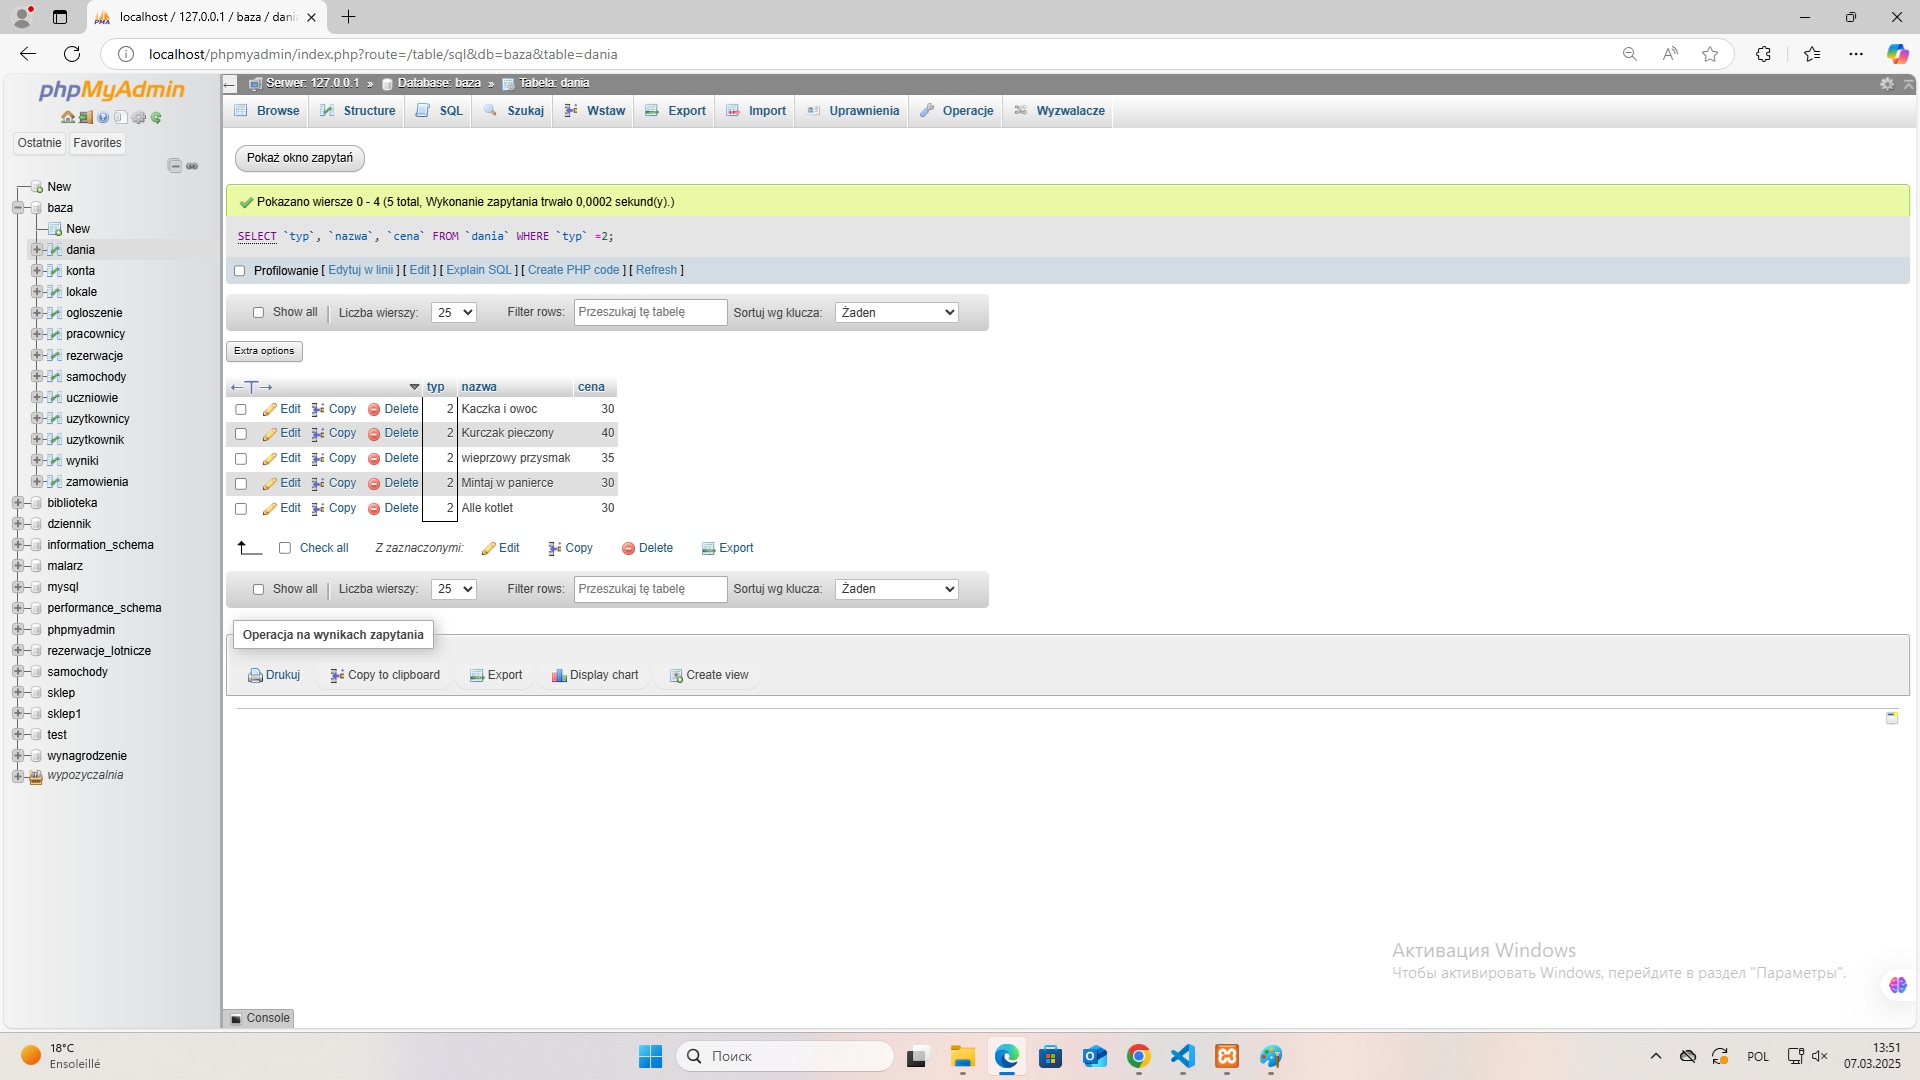 localhost / 127.0.0.1 / baza / dani
localhost/phpmyadmin/index.php?route=/table/sql&db=baza&table=dania
phpMyAdmin
Ostatnie Favorites
New
baza
New
dania
konta
lokale
ogloszenie
pracownicy
rezerwacje
samochody
uczniowie
uzytkownicy
uzytkownik
wyniki
zamowienia
biblioteka
dziennik
information_schema
malarz
mysql
performance_schema
phpmyadmin
rezerwacje_lotnicze
samochody
sklep
sklep1
test
wynagrodzenie
wypozyczalnia
Serwer: 127.0.0.1 » Database: baza » Tabela: dania
Browse Structure SQL Szukaj Wstaw Export Import Uprawnienia Operacje Wyzwalacze
Pokaż okno zapytań
Pokazano wiersze 0 - 4 (5 total, Wykonanie zapytania trwało 0,0002 sekund(y).)
SELECT `typ`, `nazwa`, `cena` FROM `dania` WHERE `typ` =2;
Profilowanie [ Edytuj w linii ] [ Edit ] [ Explain SQL ] [ Create PHP code ] [ Refresh ]
Show all | Liczba wierszy: 25 Filter rows: Przeszukaj tę tabelę Sortuj wg klucza: Żaden
Extra options
←T→ typ nazwa cena
Edit Copy Delete 2 Kaczka i owoc 30
Edit Copy Delete 2 Kurczak pieczony 40
Edit Copy Delete 2 wieprzowy przysmak 35
Edit Copy Delete 2 Mintaj w panierce 30
Edit Copy Delete 2 Alle kotlet 30
Check all Z zaznaczonymi: Edit Copy Delete Export
Show all | Liczba wierszy: 25 Filter rows: Przeszukaj tę tabelę Sortuj wg klucza: Żaden
Operacja na wynikach zapytania
Drukuj Copy to clipboard Export Display chart Create view
Активация Windows
Чтобы активировать Windows, перейдите в раздел "Параметры".
Console
18°C
Ensoleillé
Поиск
POL
13:51
07.03.2025